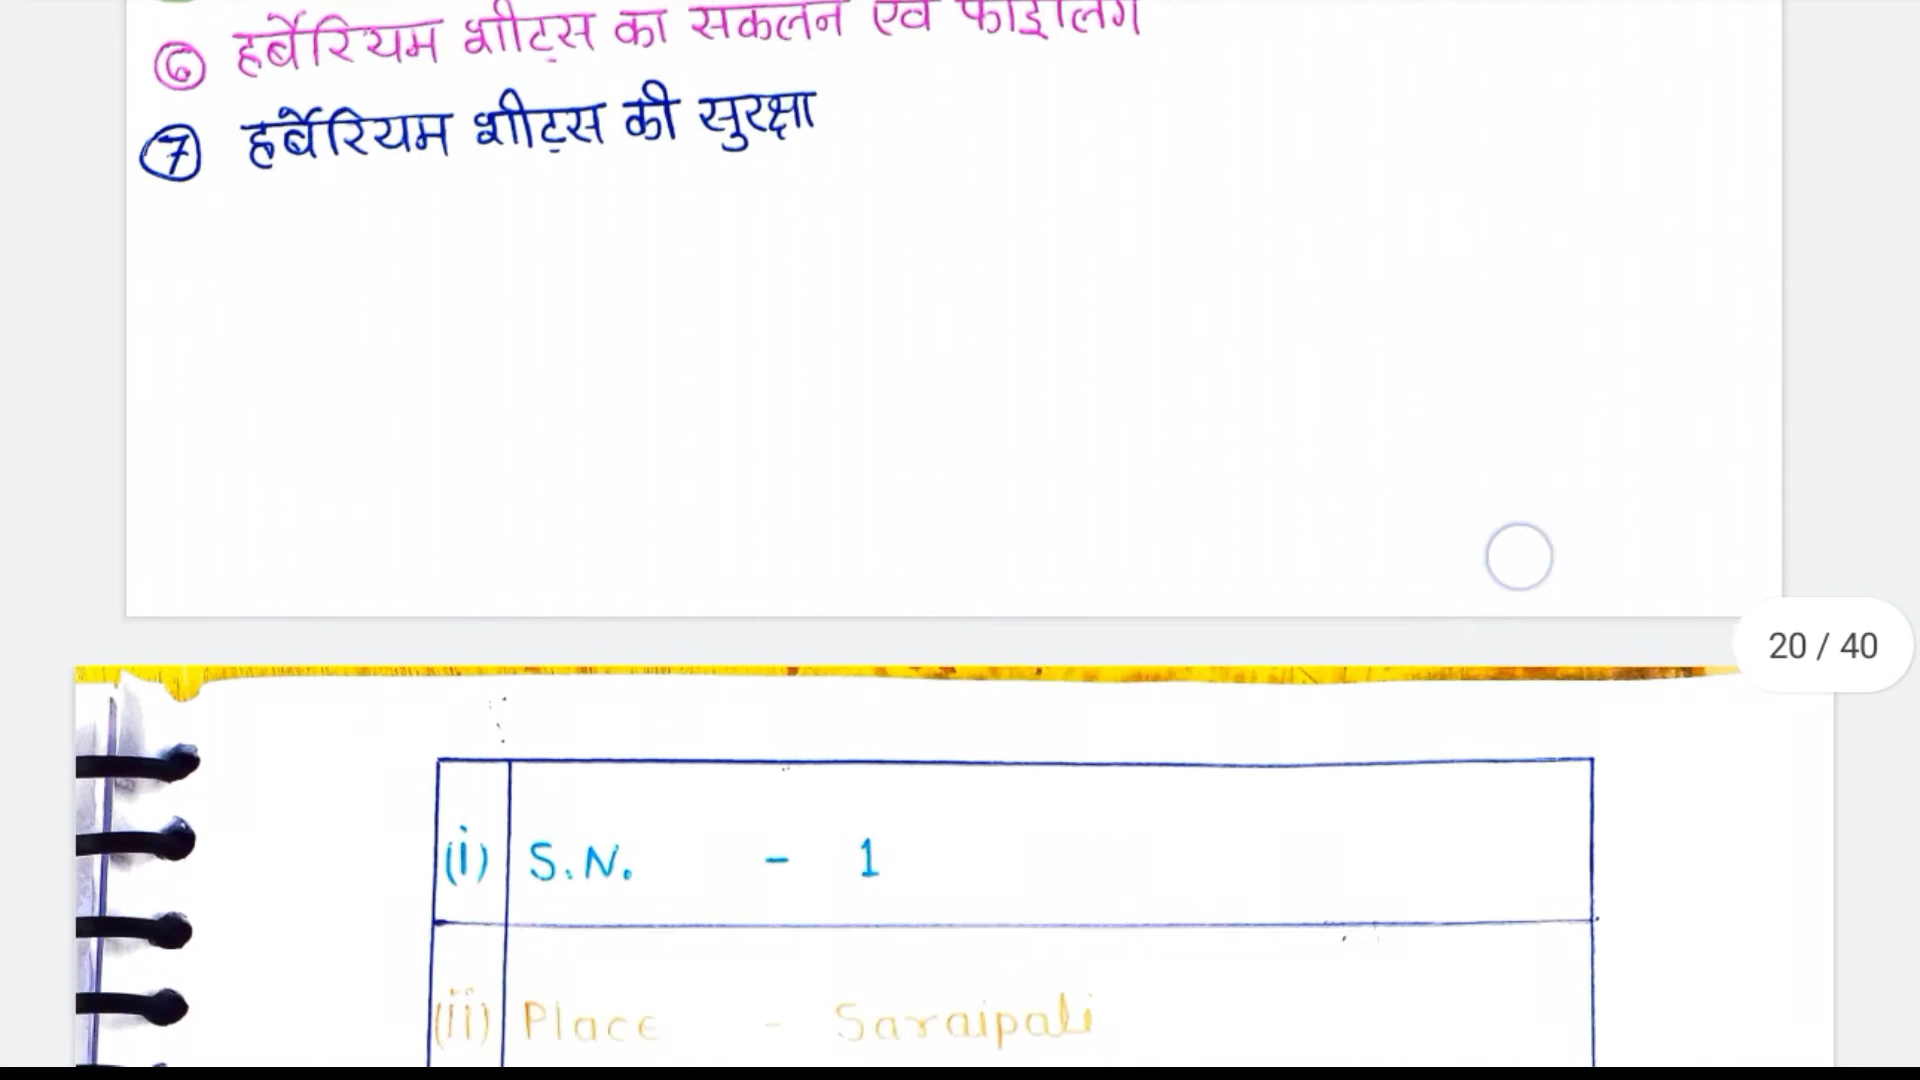 ⑥ हर्बेरियम शीट्स का संकलन एवं फाइलिंग
⑦ हर्बेरियम शीट्स की सुरक्षा
20 / 40
(i) S.N. - 1
(ii) Place - Saraipali